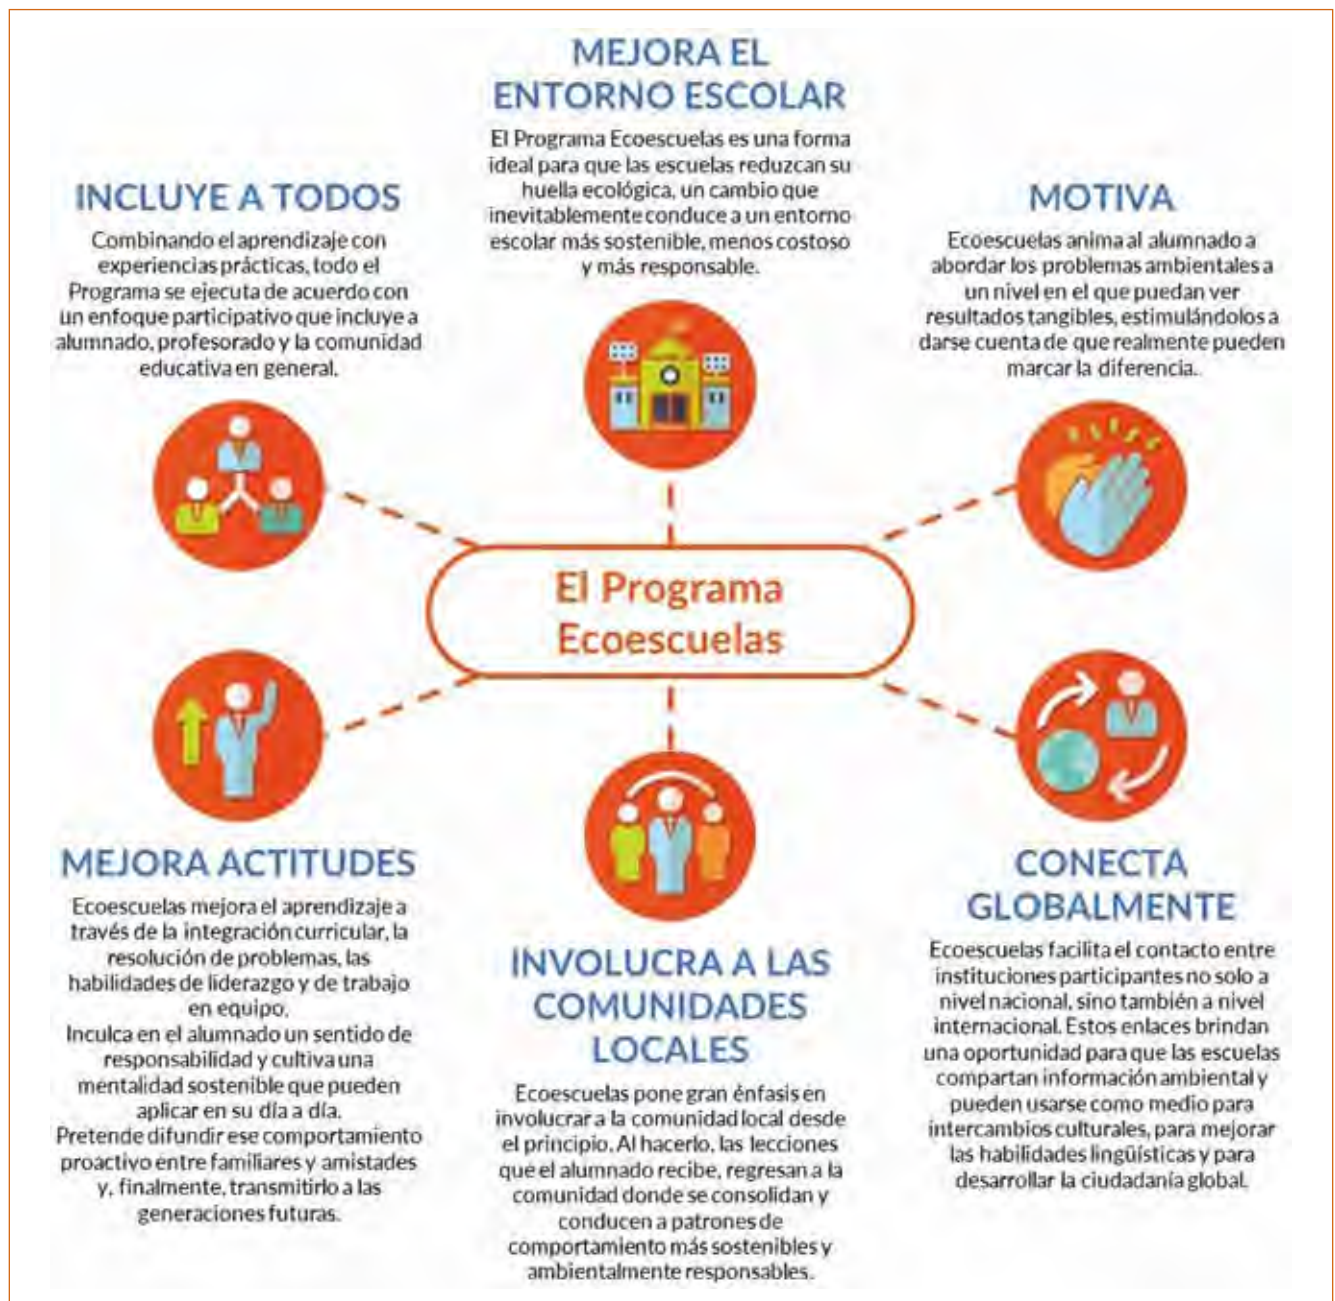 MEJORA EL
ENTORNO ESCOLAR
El Programa Ecoescuelas es una forma
ideal para que las escuelas reduzcan su
huella ecológica, un cambio que
inevitablemente conduce a un entorno
escolar más sostenible, menos costoso
y más responsable.
INCLUYE A TODOS
Combinando el aprendizaje con
experiencias prácticas, todo el
Programa se ejecuta de acuerdo con
un enfoque participativo que incluye a
alumnado, profesorado y la comunidad
educativa en general.
MOTIVA
Ecoescuelas anima al alumnado a
abordar los problemas ambientales a
un nivel en el que puedan ver
resultados tangibles, estimulándolos a
darse cuenta de que realmente pueden
marcar la diferencia.
El Programa
Ecoescuelas
MEJORA ACTITUDES
Ecoescuelas mejora el aprendizaje a
través de la integración curricular, la
resolución de problemas, las
habilidades de liderazgo y de trabajo
en equipo.
Inculca en el alumnado un sentido de
responsabilidad y cultiva una
mentalidad sostenible que pueden
aplicar en su día a día.
Pretende difundir ese comportamiento
proactivo entre familiares y amistades
y, finalmente, transmitirlo a las
generaciones futuras.
INVOLUCRA A LAS
COMUNIDADES
LOCALES
Ecoescuelas pone gran énfasis en
involucrar a la comunidad local desde
el principio. Al hacerlo, las lecciones
que el alumnado recibe, regresan a la
comunidad donde se consolidan y
conducen a patrones de
comportamiento más sostenibles y
ambientalmente responsables.
CONECTA
GLOBALMENTE
Ecoescuelas facilita el contacto entre
instituciones participantes no solo a
nivel nacional, sino también a nivel
internacional. Estos enlaces brindan
una oportunidad para que las escuelas
compartan información ambiental y
pueden usarse como medio para
intercambios culturales, para mejorar
las habilidades lingüísticas y para
desarrollar la ciudadanía global.